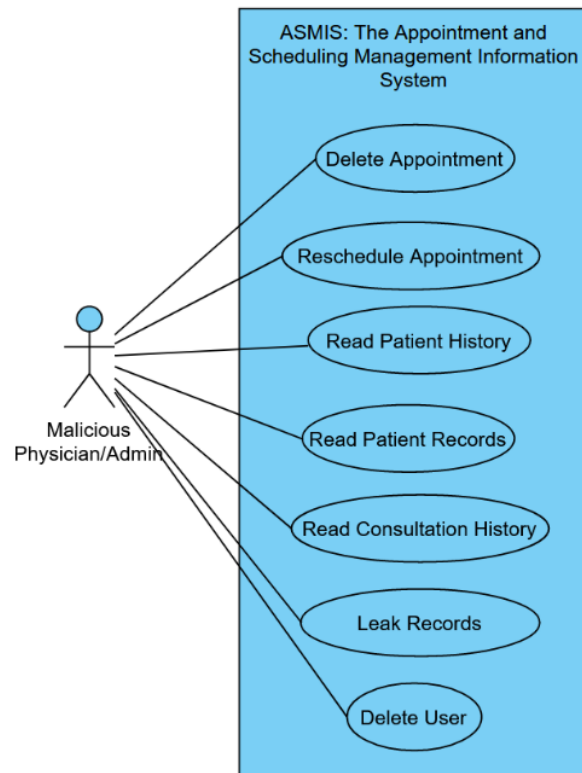 ASMIS: The Appointment and
Scheduling Management Information
System
Delete Appointment
Reschedule Appointment
Read Patient History
Malicious
Physician/Admin
Read Patient Records
Read Consultation History
Leak Records
Delete User